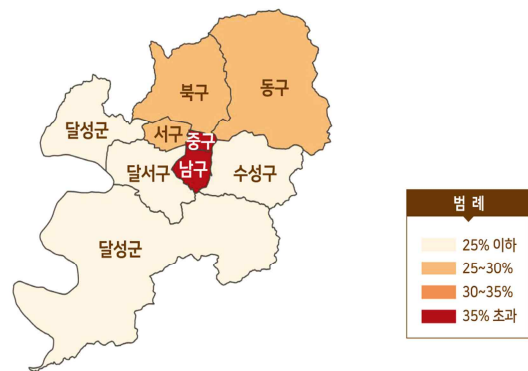 북구
동구
달성군
서구
중구
달서구
남구
수성구
달성군
범 례
25% 이하
25~30%
30~35%
35% 초과